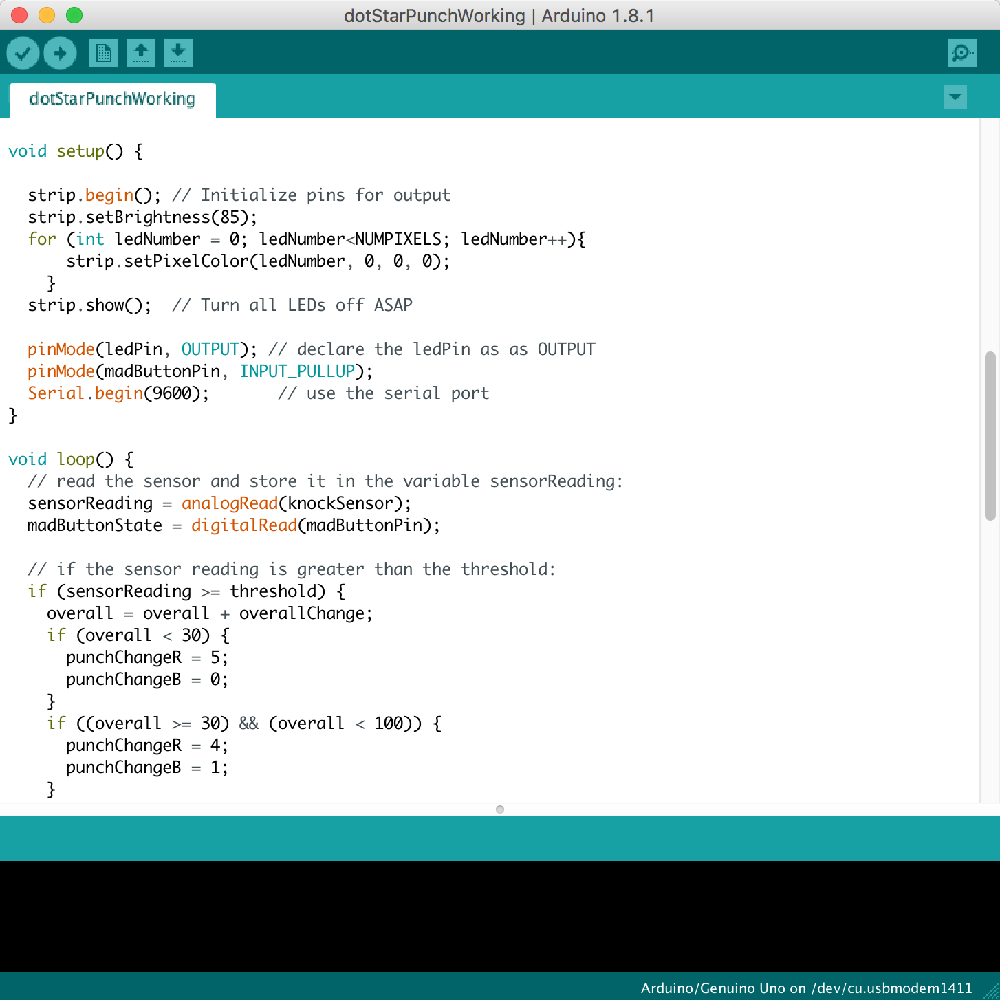 dotStarPunchWorking | Arduino 1.8.1
dotStarPunchWorking
void setup() {
strip.begin(); // Initialize pins for output
strip.setBrightness(85);
for (int ledNumber = 0; ledNumber<NUMPIXELS; ledNumber++){
strip.setPixelColor(ledNumber, 0, 0, 0);
}
strip.show();  // Turn all LEDs off ASAP
pinMode(ledPin, OUTPUT); // declare the ledPin as as OUTPUT
pinMode(madButtonPin, INPUT_PULLUP);
Serial.begin(9600);       // use the serial port
}
void loop() {
// read the sensor and store it in the variable sensorReading:
sensorReading = analogRead(knockSensor);
madButtonState = digitalRead(madButtonPin);
// if the sensor reading is greater than the threshold:
if (sensorReading >= threshold) {
overall = overall + overallChange;
if (overall < 30) {
punchChangeR = 5;
punchChangeB = 0;
}
if ((overall >= 30) && (overall < 100)) {
punchChangeR = 4;
punchChangeB = 1;
}
Arduino/Genuino Uno on /dev/cu.usbmodem1411